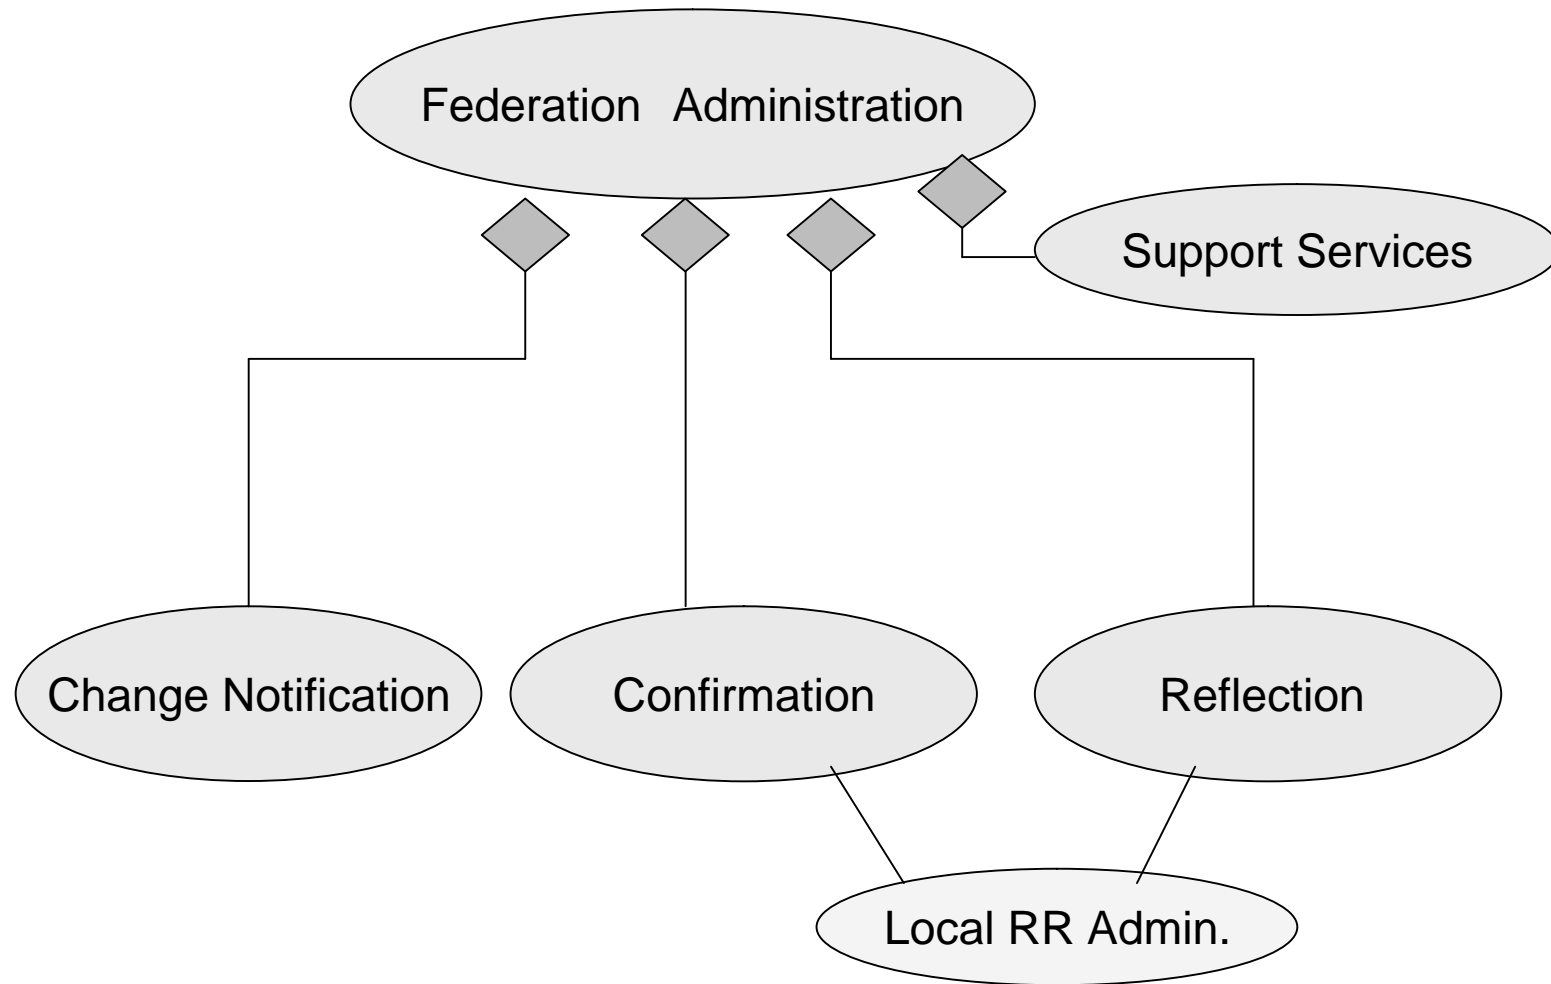 Federation Administration
Support Services
Change Notification
Confirmation
Reflection
Local RR Admin.